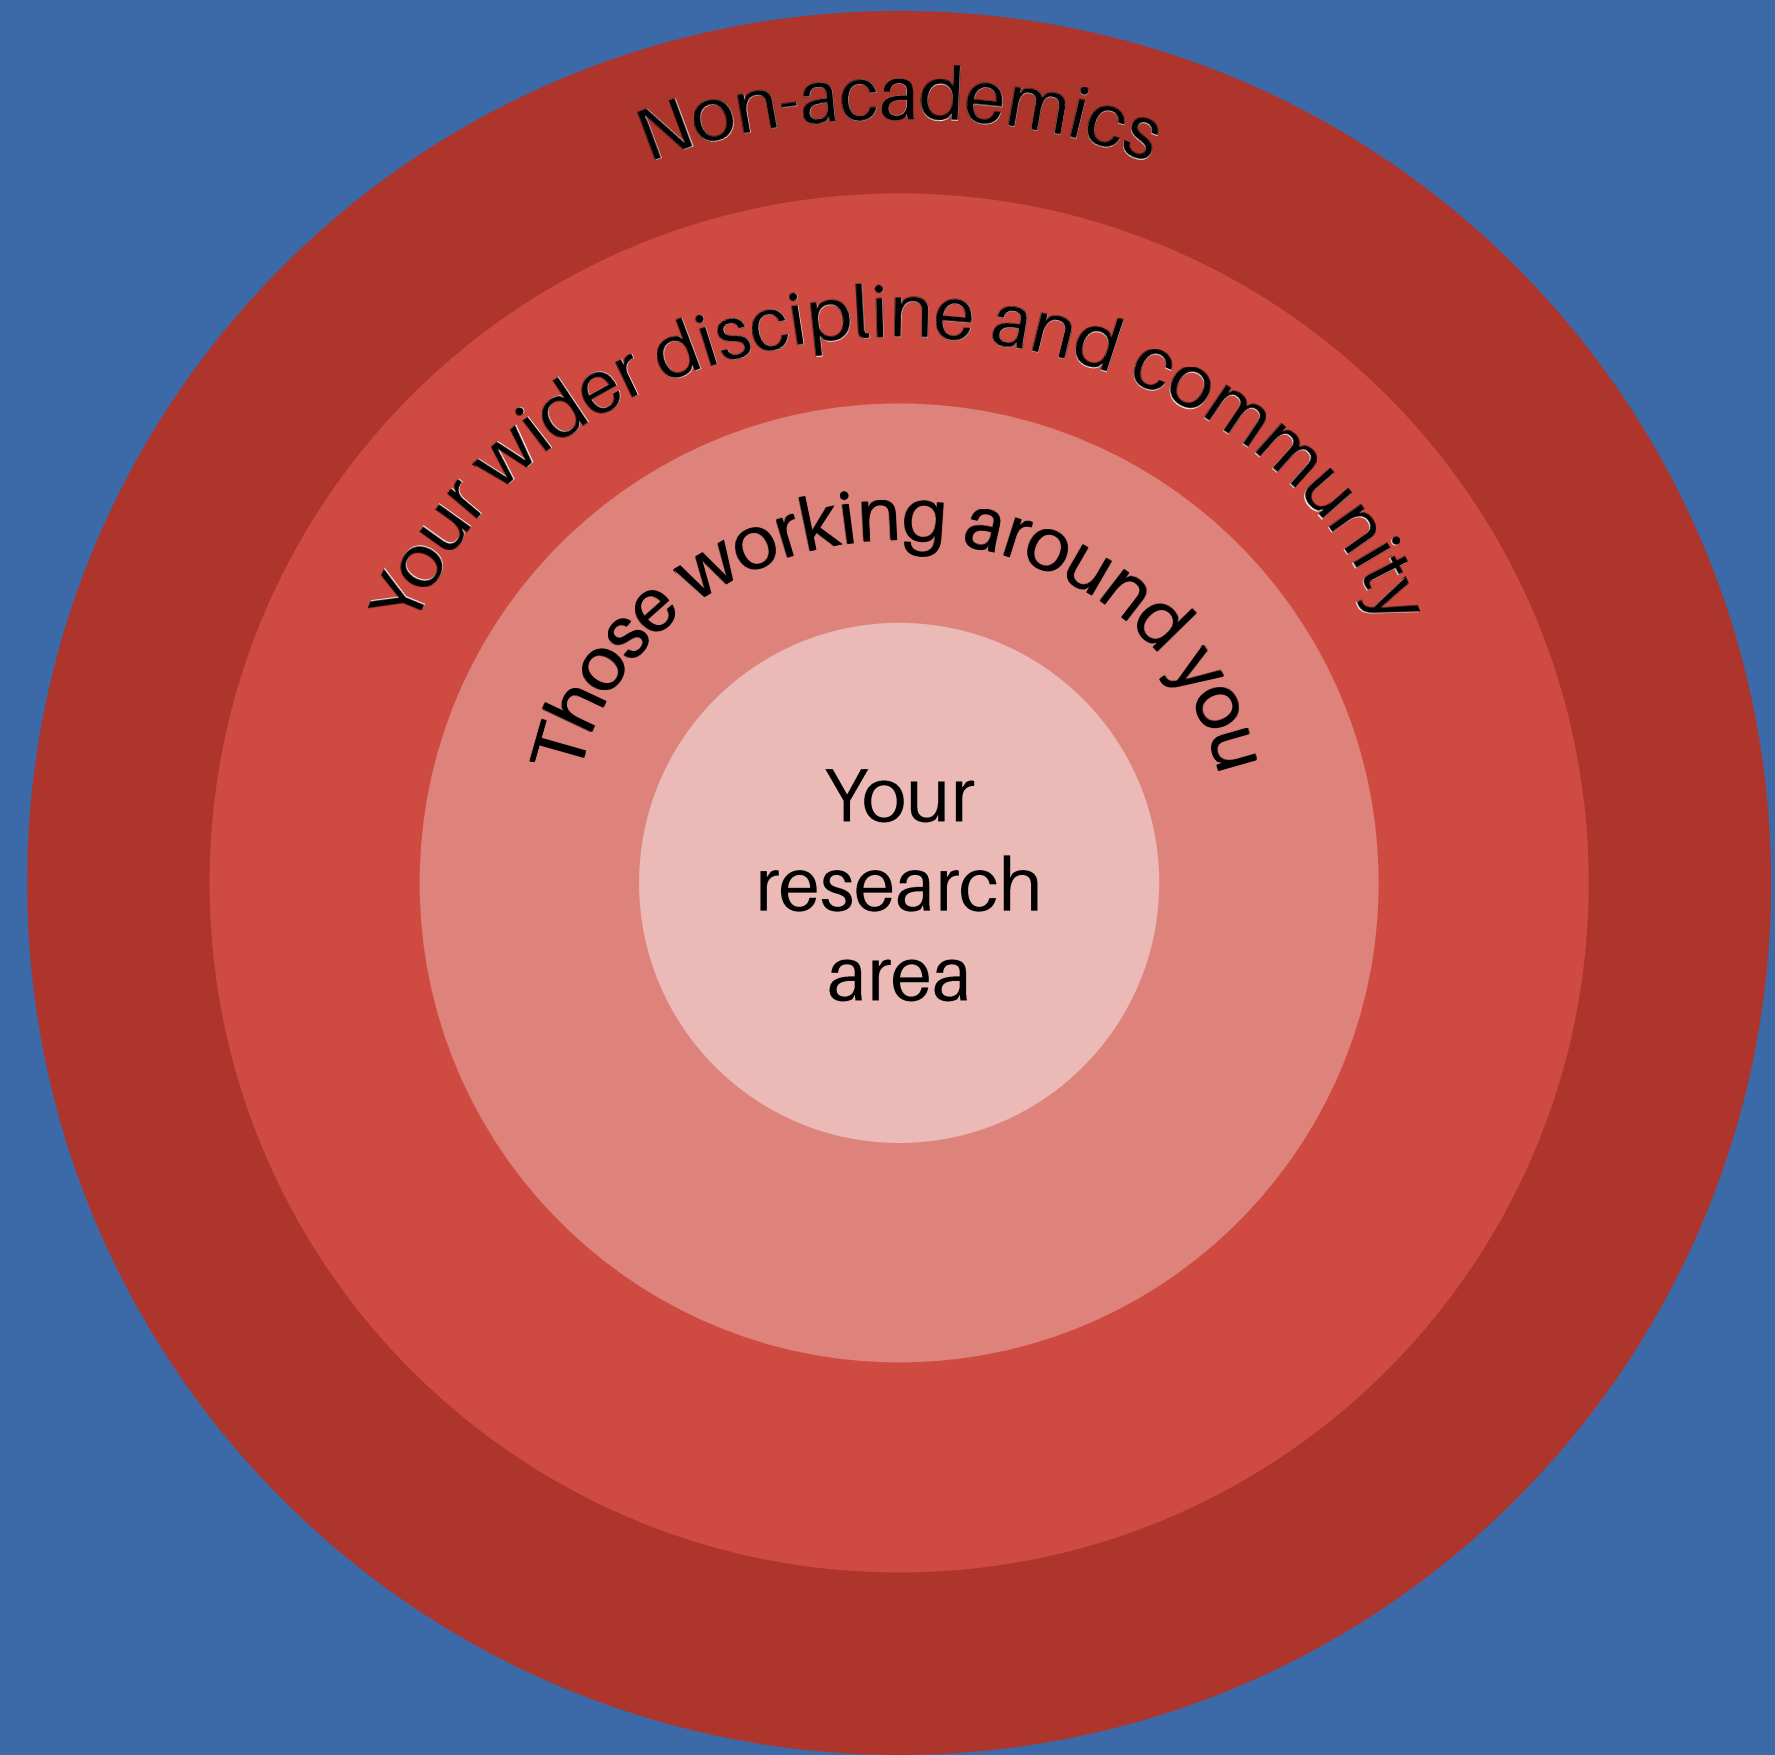 Non-academics
Your wider discipline and community
Those working around you
Your
research
area